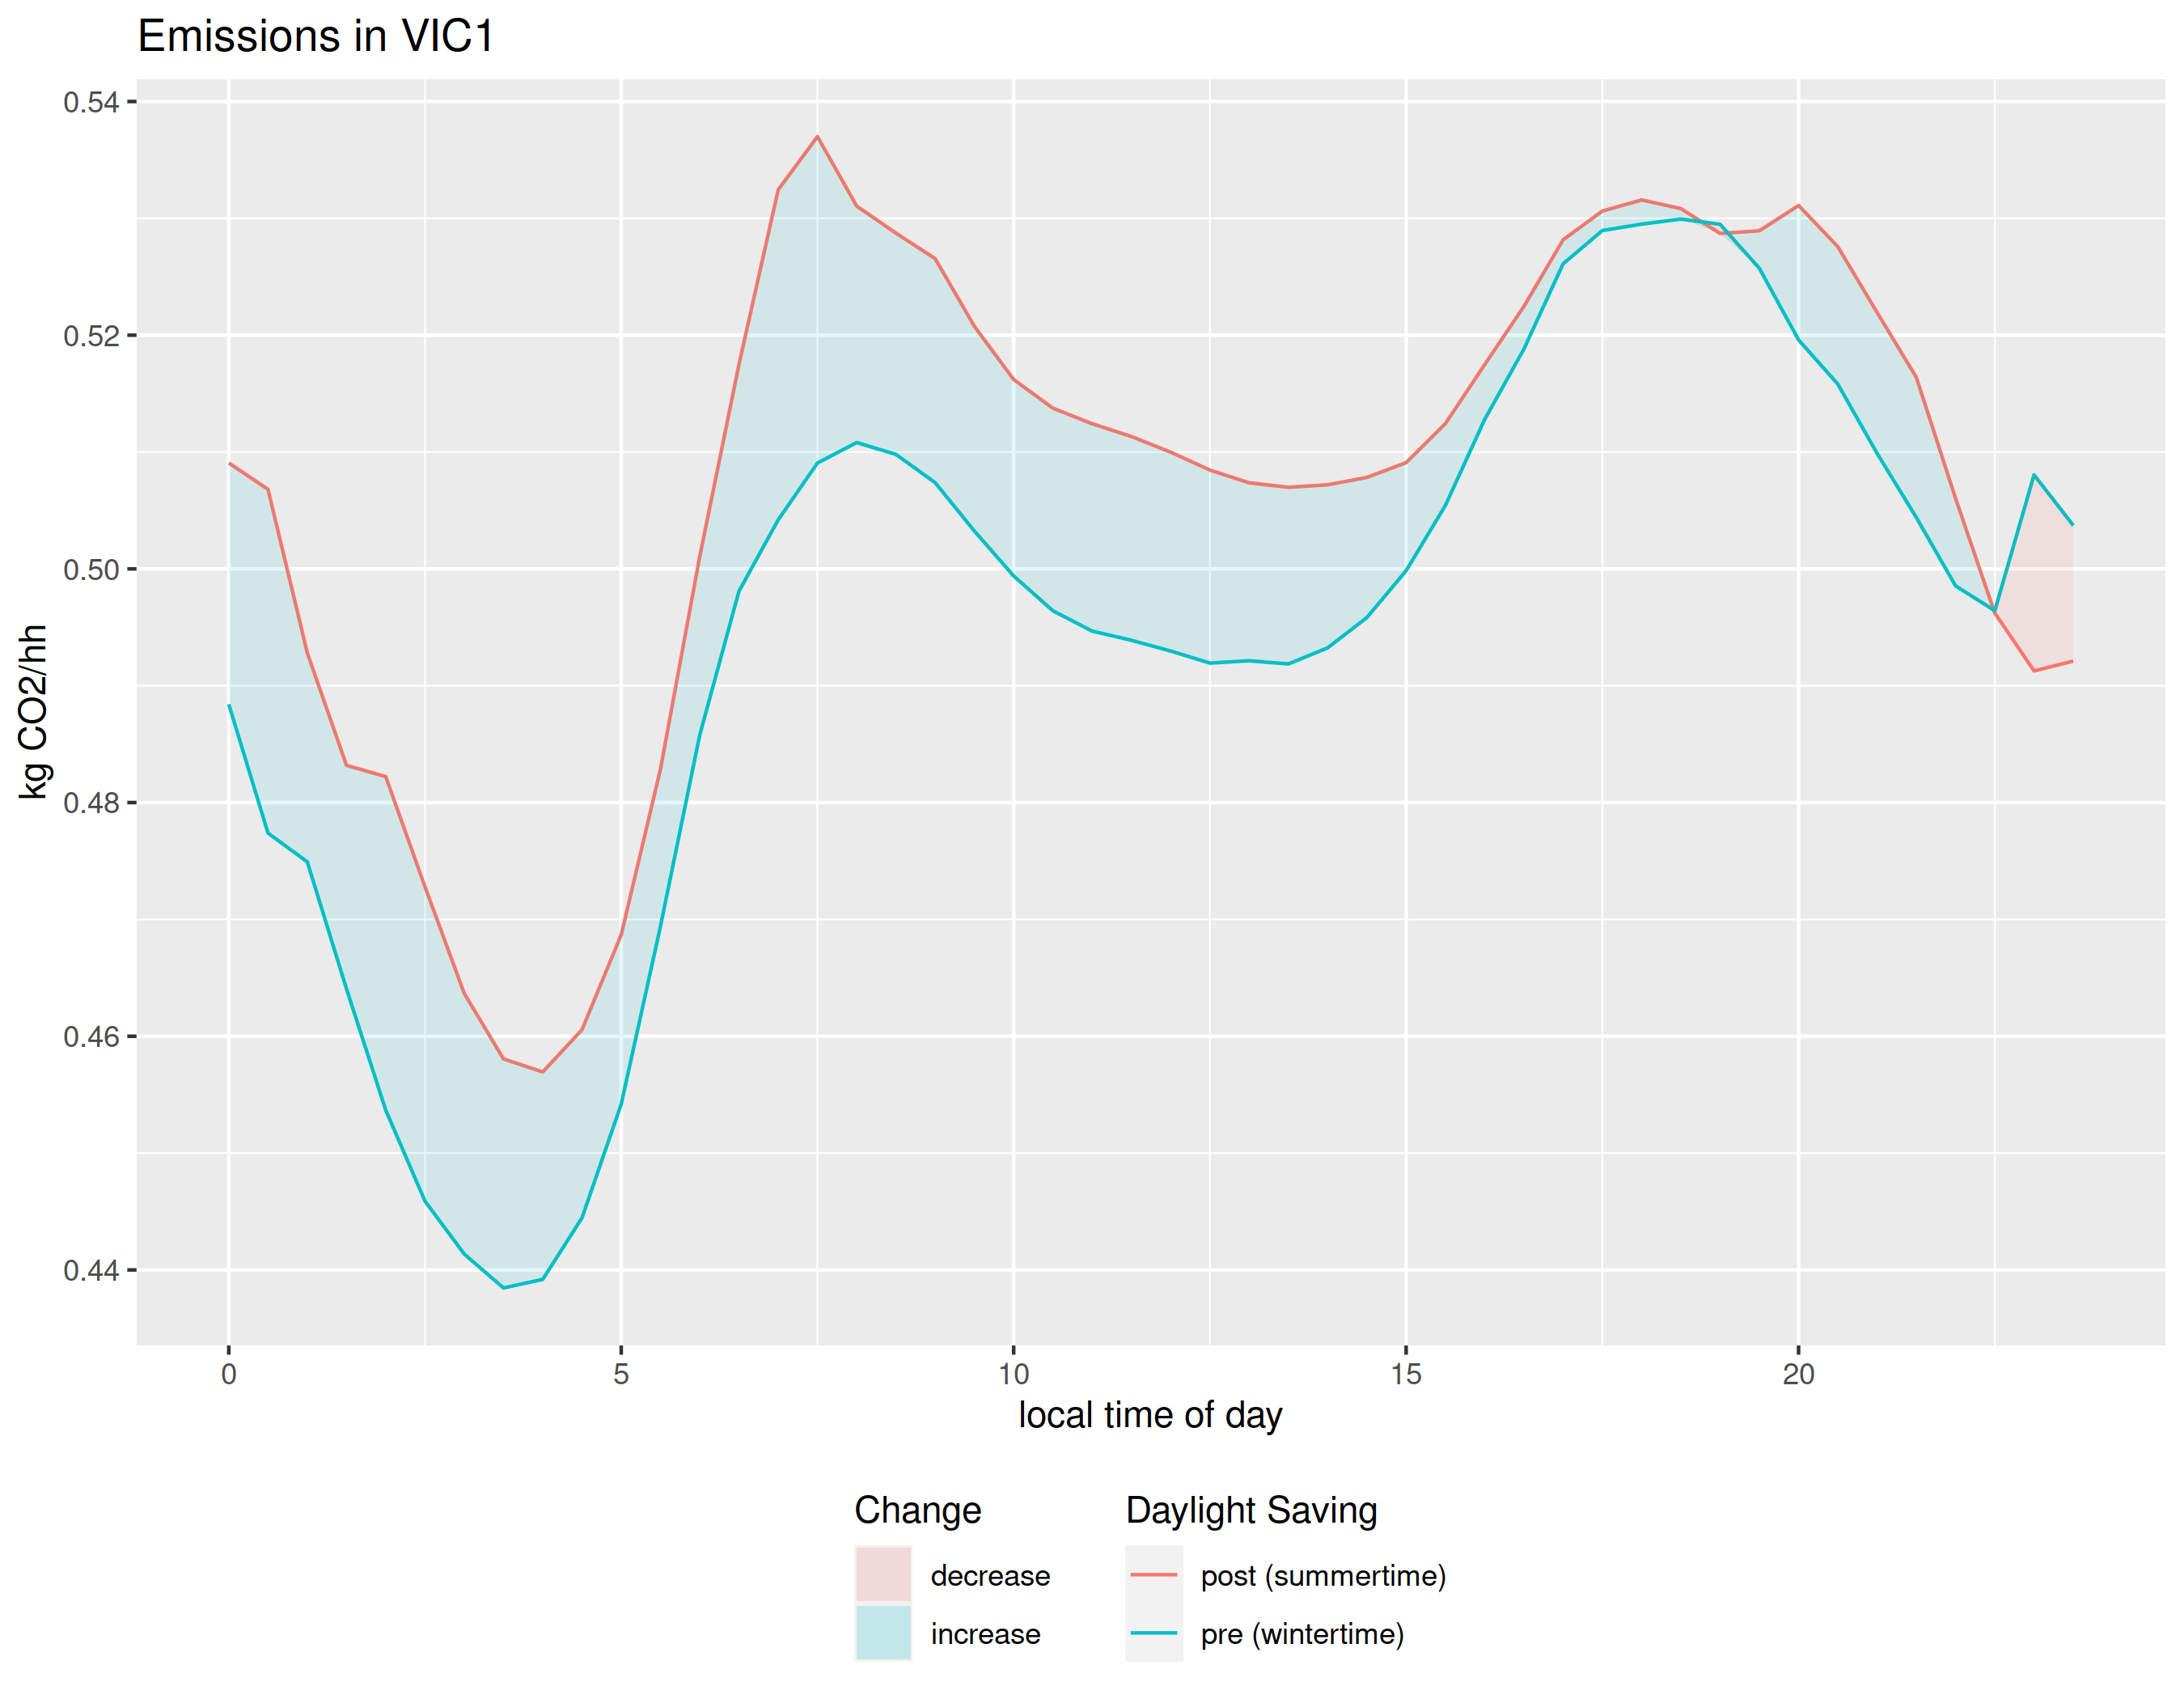 Emissions in VIC1
0.54
0.52
0.50
0.48
0.46
0.44
kg CO2/hh
0 5 10 15 20
local time of day
Change
decrease
increase
Daylight Saving
post (summertime)
pre (wintertime)